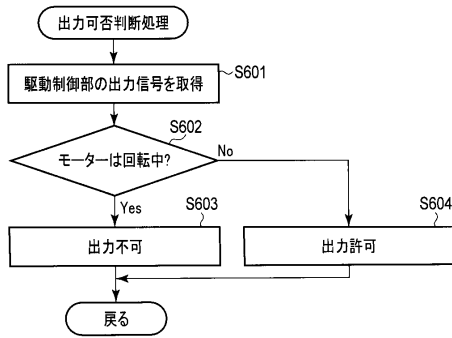 出力可否判断処理
S601
駆動制御部の出力信号を取得
S602
モーターは回転中?
No
Yes
S603
出力不可
S604
出力許可
戻る